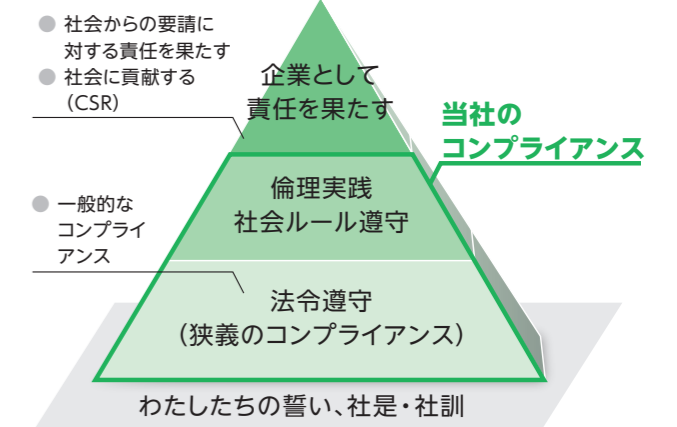 ● 社会からの要請に
対する責任を果たす
● 社会に貢献する
（CSR）
企業として
責任を果たす
当社の
コンプライアンス
倫理実践
社会ルール遵守
● 一般的な
コンプライ
アンス
法令遵守
（狭義のコンプライアンス）
わたしたちの誓い、社是・社訓